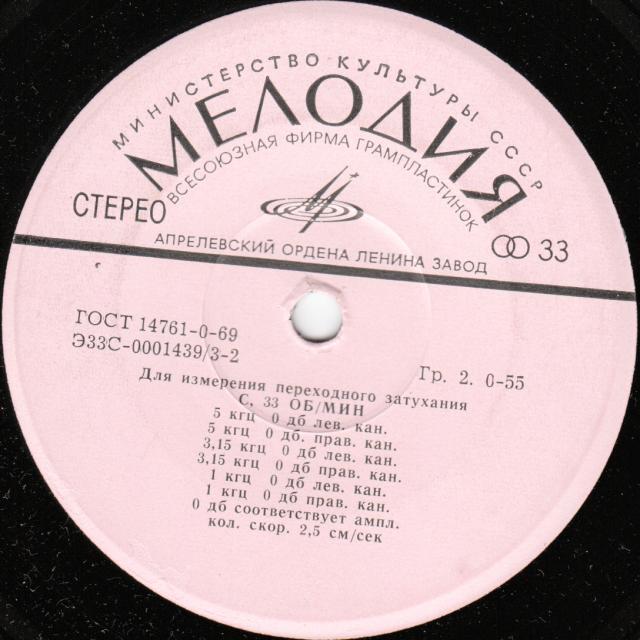 МИНИСТЕРСТВО КУЛЬТУРЫ СССР
МЕЛОДИЯ
ВСЕСОЮЗНАЯ ФИРМА ГРАМПЛАСТИНОК
СТЕРЕО
33
АПРЕЛЕВСКИЙ ОРДЕНА ЛЕНИНА ЗАВОД
ГОСТ 14761-0-69
Э33С-0001439/3-2
Гр. 2. 0-55
Для измерения переходного затухания
С. 33 ОБ/МИН
5 кгц 0 дб лев. кан.
5 кгц 0 дб. прав. кан.
3,15 кгц 0 дб лев. кан.
3,15 кгц 0 дб прав. кан.
1 кгц 0 дб лев. кан.
1 кгц 0 дб прав. кан.
0 дб соответствует ампл.
кол. скор. 2,5 см/сек